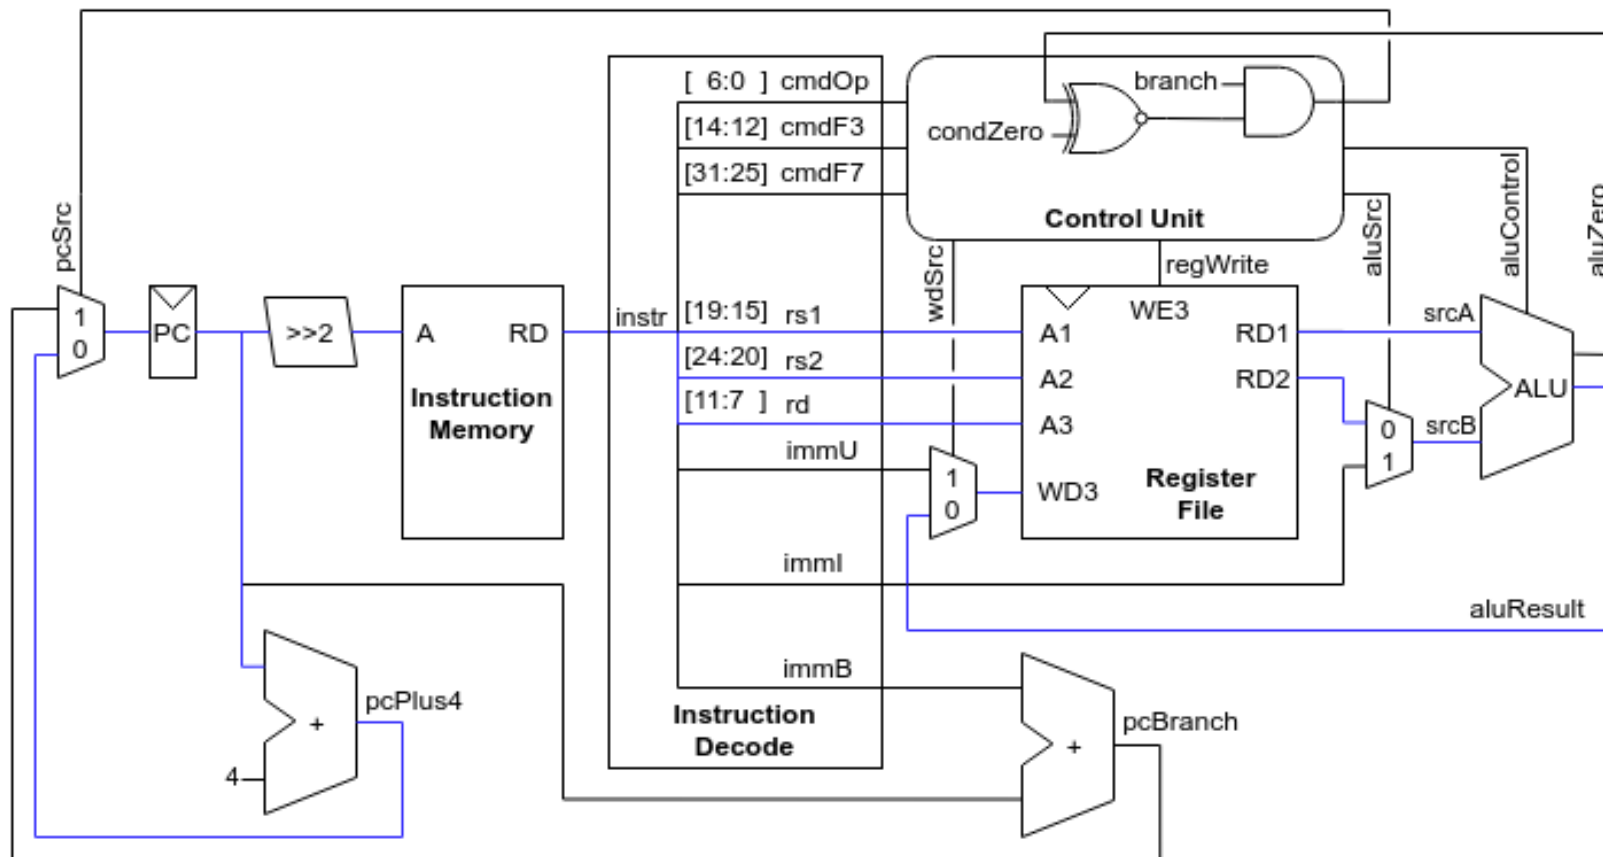 [ 6:0 ] cmdOp
branch
[14:12] cmdF3
condZero
[31:25] cmdF7
Control Unit
pcSrc
wdSrc
regWrite
aluSrc
aluControl
aluZero
1
0
PC
>>2
A RD
Instruction
Memory
instr
[19:15] rs1
[24:20] rs2
[11:7 ] rd
immU
1
0
WE3
A1 RD1
A2 RD2
A3
WD3
Register
File
srcA
srcB
0
1
ALU
immI
aluResult
immB
pcPlus4
+
4
Instruction
Decode
pcBranch
+